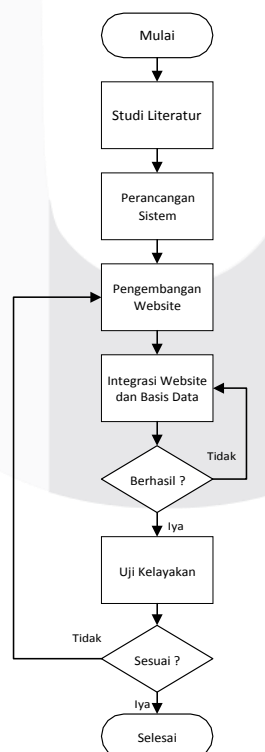 Mulai
Studi Literatur
Perancangan
Sistem
Pengembangan
Website
Integrasi Website
dan Basis Data
Tidak
Berhasil ?
Iya
Uji Kelayakan
Tidak
Sesuai ?
Iya
Selesai